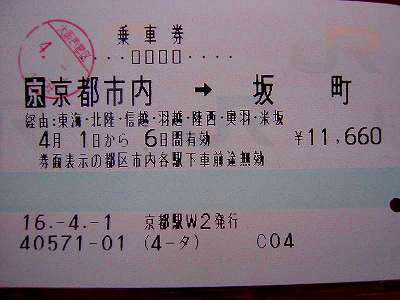 乗車券
・・□□□□・・・
京 京都市内 → 坂町
経由:東海・北陸・信越・羽越・陸西・奥羽・米坂
4月 1日から 6日間有効 ¥11,660
券面表示の都区市内各駅下車前途無効
16.-4.-1 京都駅W2発行
40571-01 (4-タ) C04